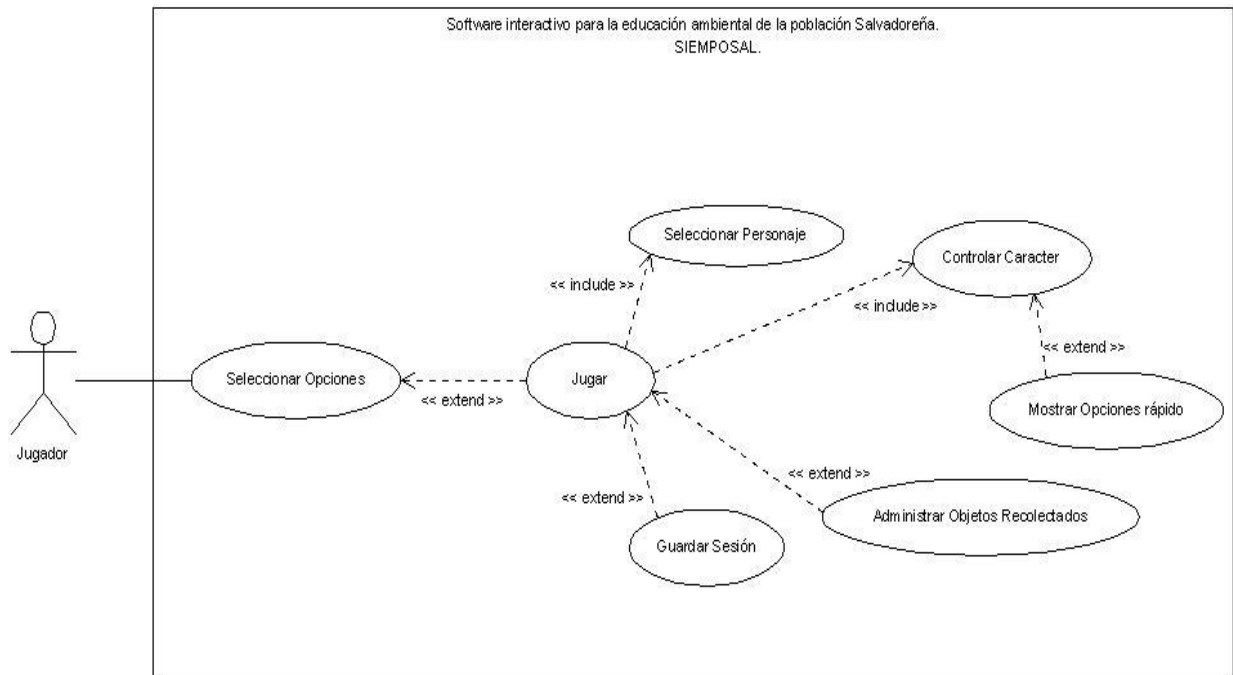 Software interactivo para la educación ambiental de la población Salvadoreña.
SIEMPOSAL.
Seleccionar Personaje
Controlar Caracter
<< include >>
<< include >>
<< extend >>
Seleccionar Opciones
Jugar
<< extend >>
Mostrar Opciones rápido
Jugador
<< extend >>
<< extend >>
Administrar Objetos Recolectados
Guardar Sesión